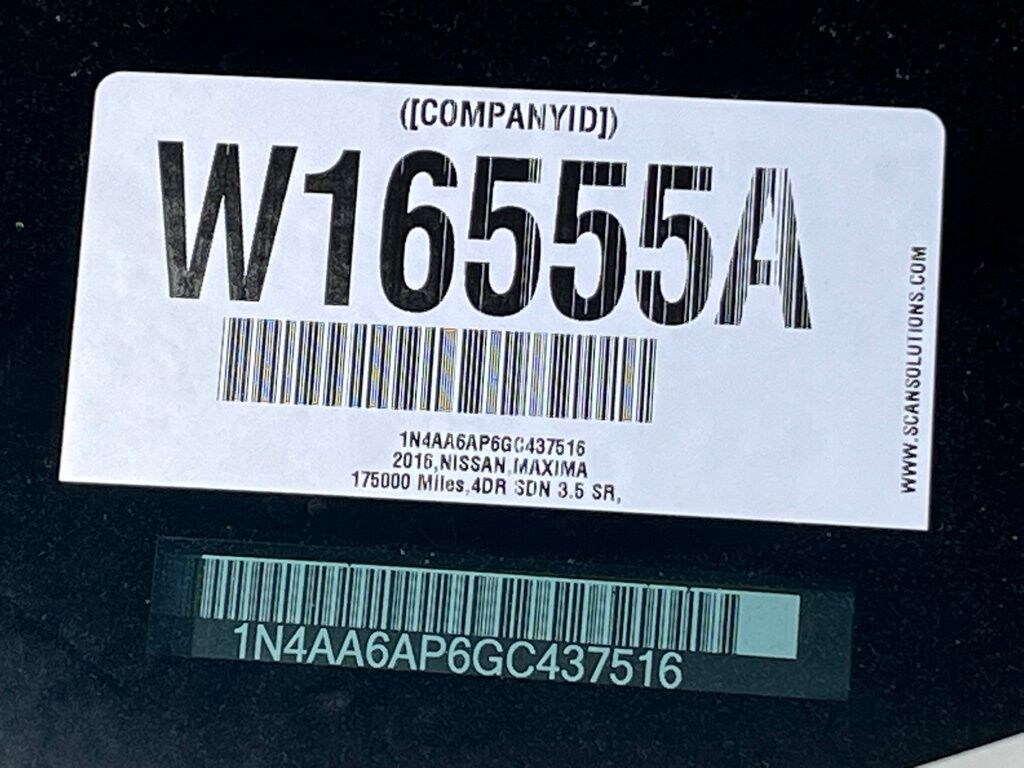 ([COMPANYID])
W16555A
1N4AA6AP6GC437516
2016,NISSAN,MAXIMA
175000 Miles,4DR SDN 3.5 SR,
WWW.SCANSOLUTIONS.COM
1N4AA6AP6GC437516